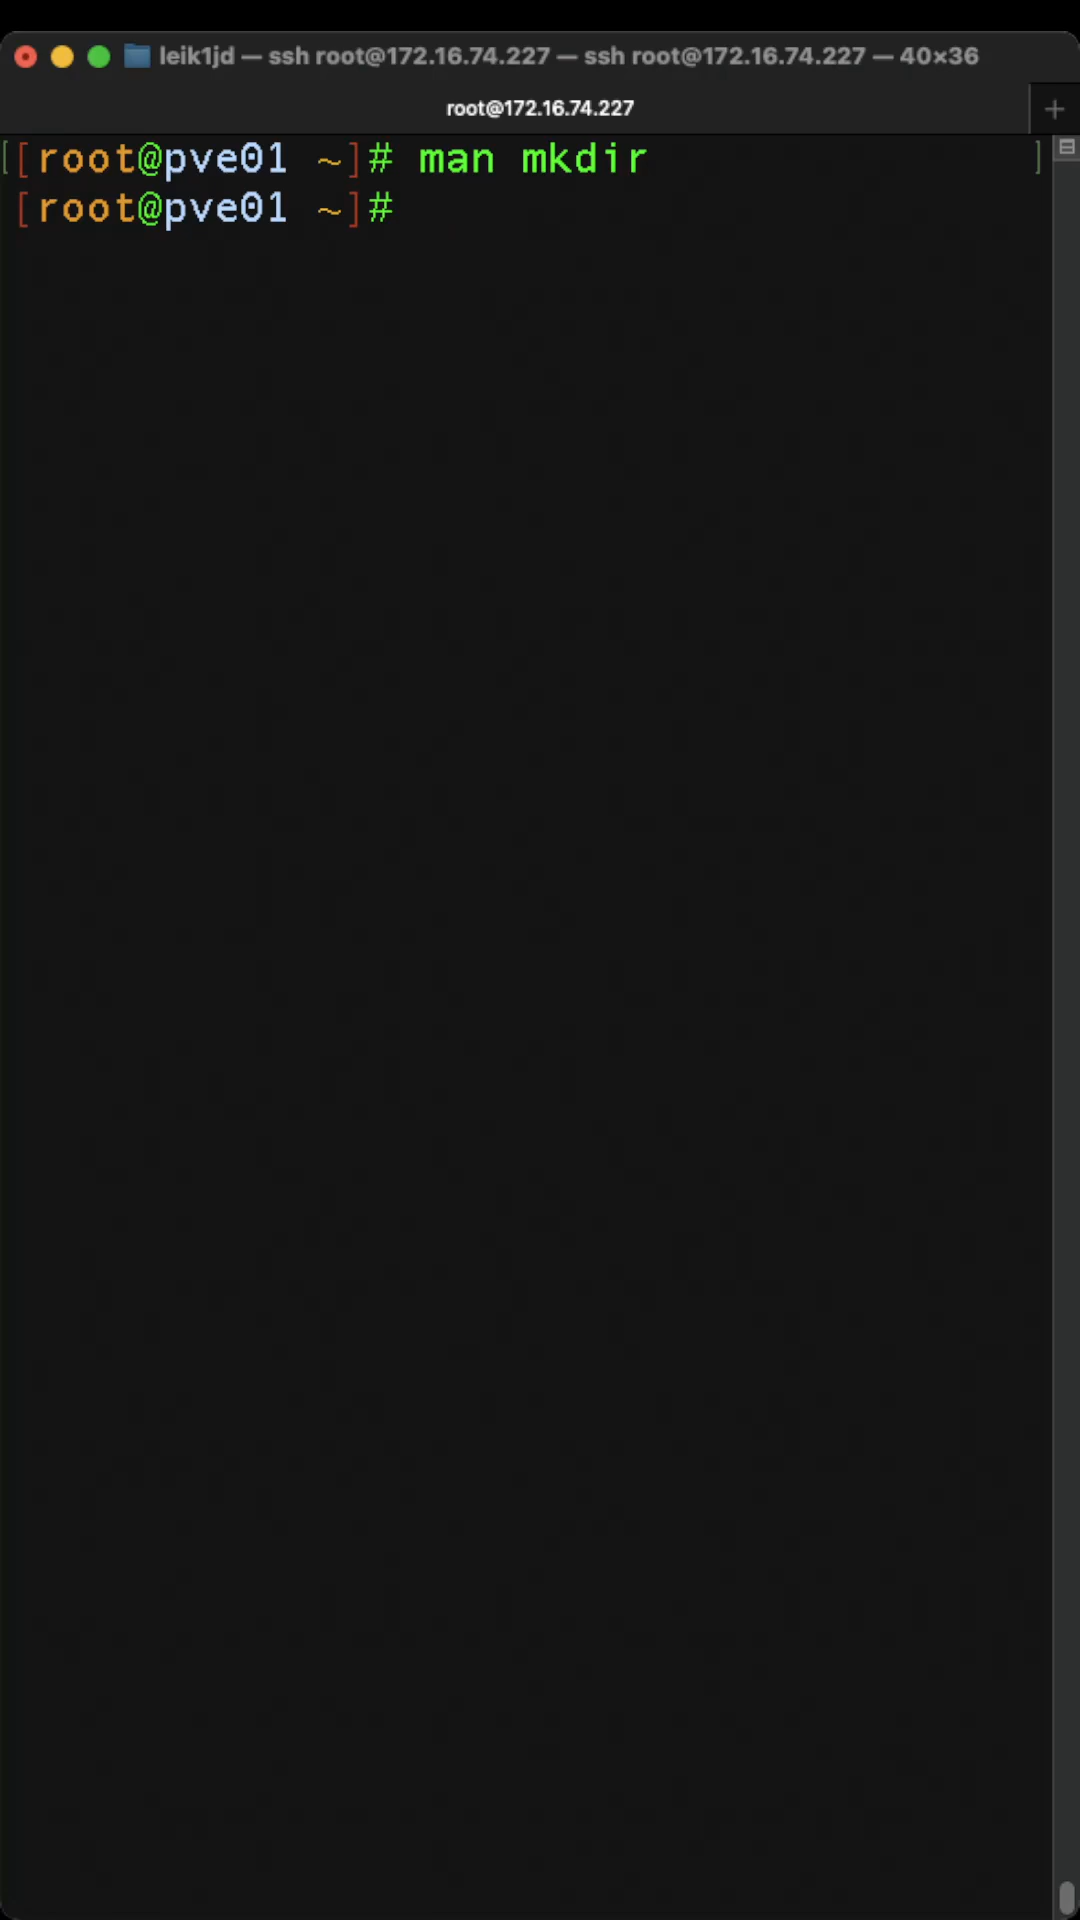 leik1jd — ssh root@172.16.74.227 — ssh root@172.16.74.227 — 40×36
root@172.16.74.227
[[root@pve01 ~]# man mkdir ]
[root@pve01 ~]#